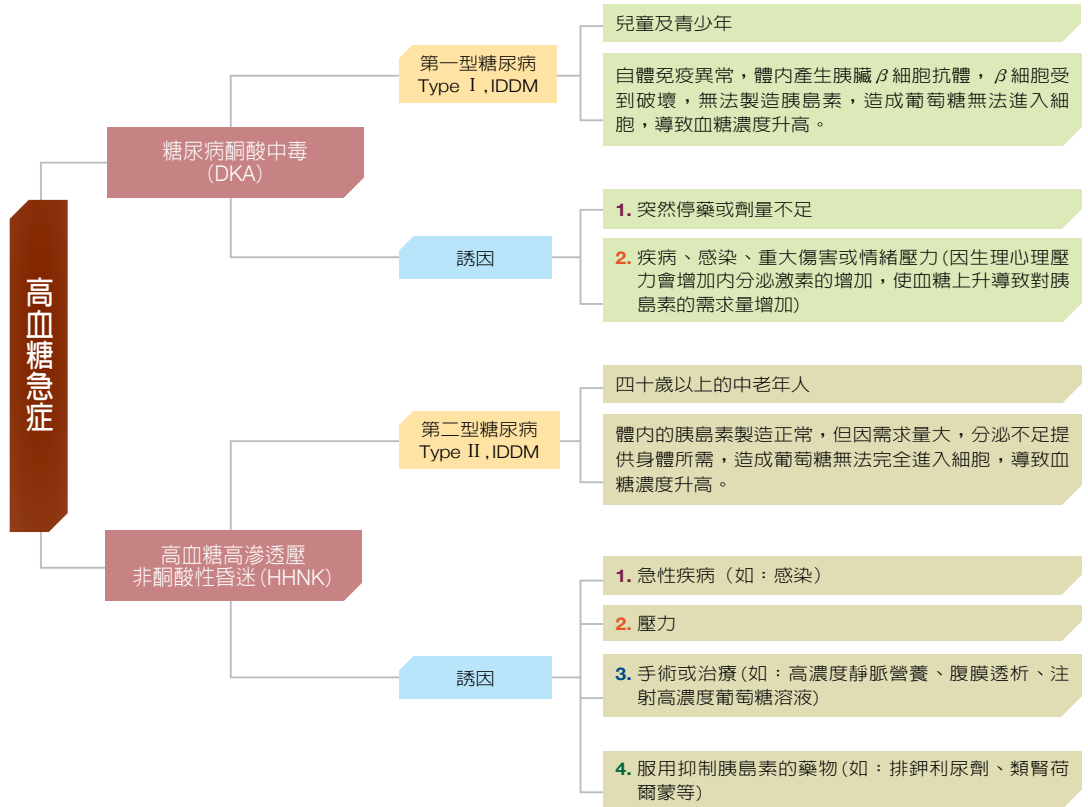 高血糖急症
糖尿病酮酸中毒
(DKA)
第一型糖尿病
Type Ⅰ,IDDM
兒童及青少年
自體免疫異常，體內產生胰臟β細胞抗體，β細胞受
到破壞，無法製造胰島素，造成葡萄糖無法進入細
胞，導致血糖濃度升高。
誘因
1. 突然停藥或劑量不足
2. 疾病、感染、重大傷害或情緒壓力(因生理心理壓
力會增加內分泌激素的增加，使血糖上升導致對胰
島素的需求量增加)
高血糖高滲透壓
非酮酸性昏迷(HHNK)
第二型糖尿病
Type Ⅱ,IDDM
四十歲以上的中老年人
體內的胰島素製造正常，但因需求量大，分泌不足提
供身體所需，造成葡萄糖無法完全進入細胞，導致血
糖濃度升高。
誘因
1. 急性疾病（如：感染）
2. 壓力
3. 手術或治療(如：高濃度靜脈營養、腹膜透析、注
射高濃度葡萄糖溶液)
4. 服用抑制胰島素的藥物(如：排鉀利尿劑、類腎荷
爾蒙等)